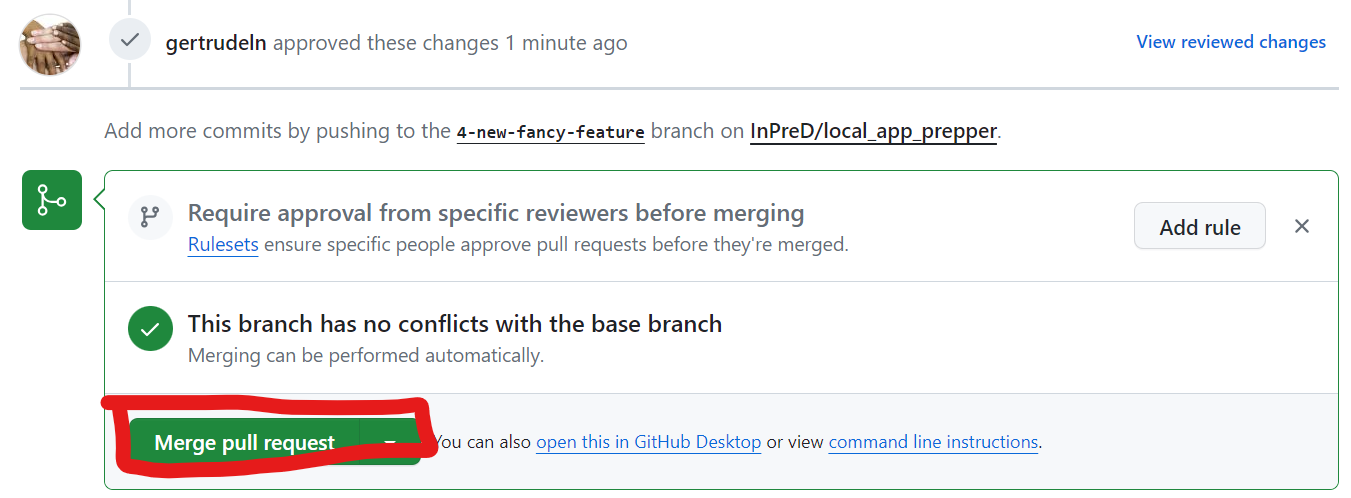 gertrudeln approved these changes 1 minute ago View reviewed changes
Add more commits by pushing to the 4-new-fancy-feature branch on InPreD/local_app_prepper.
Require approval from specific reviewers before merging
Rulesets ensure specific people approve pull requests before they're merged.
Add rule
This branch has no conflicts with the base branch
Merging can be performed automatically.
Merge pull request You can also open this in GitHub Desktop or view command line instructions.